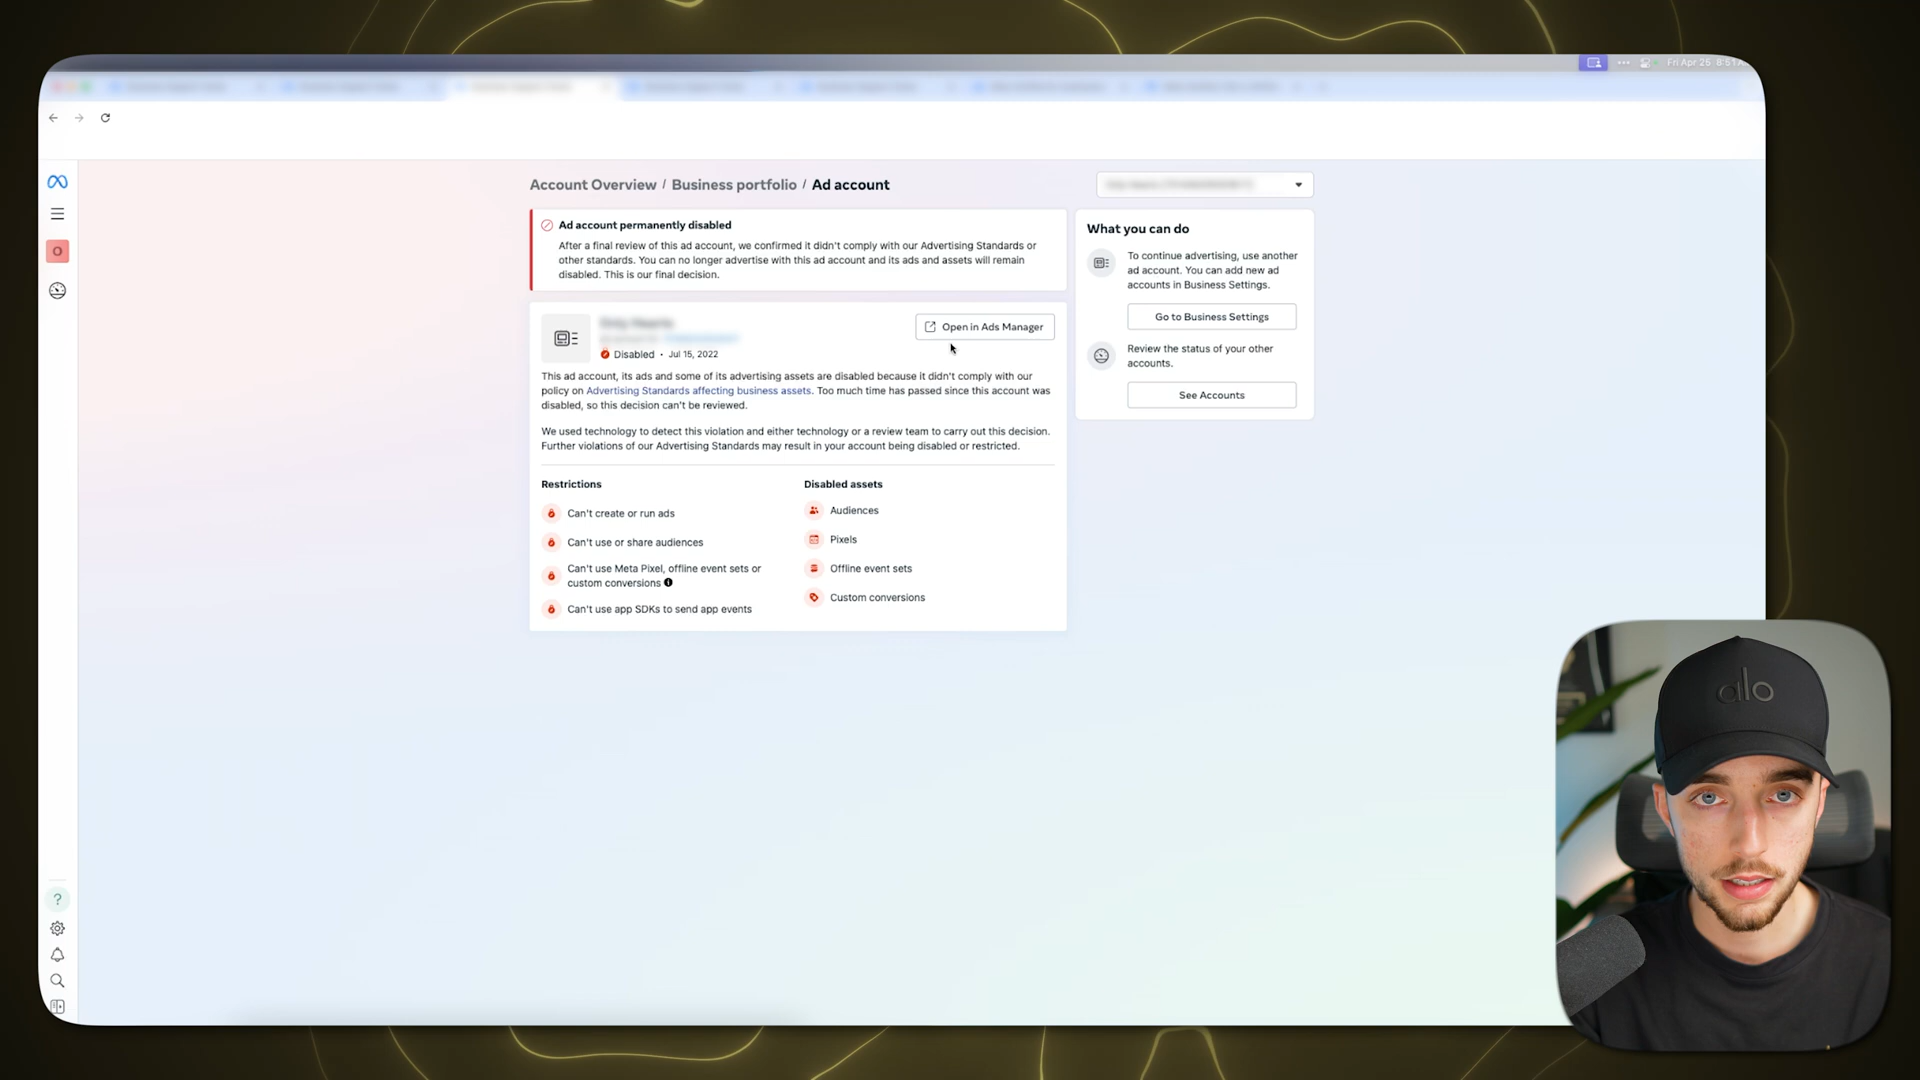 Fri Apr 25 8:51
Account Overview / Business portfolio / Ad account
Ad account permanently disabled
After a final review of this ad account, we confirmed it didn't comply with our Advertising Standards or
other standards. You can no longer advertise with this ad account and its ads and assets will remain
disabled. This is our final decision.
Open in Ads Manager
Disabled • Jul 15, 2022
This ad account, its ads and some of its advertising assets are disabled because it didn't comply with our
policy on Advertising Standards affecting business assets. Too much time has passed since this account was
disabled, so this decision can't be reviewed.
We used technology to detect this violation and either technology or a review team to carry out this decision.
Further violations of our Advertising Standards may result in your account being disabled or restricted.
Restrictions
Can't create or run ads
Can't use or share audiences
Can't use Meta Pixel, offline event sets or
custom conversions
Can't use app SDKs to send app events
Disabled assets
Audiences
Pixels
Offline event sets
Custom conversions
What you can do
To continue advertising, use another
ad account. You can add new ad
accounts in Business Settings.
Go to Business Settings
Review the status of your other
accounts.
See Accounts
O
?
alo